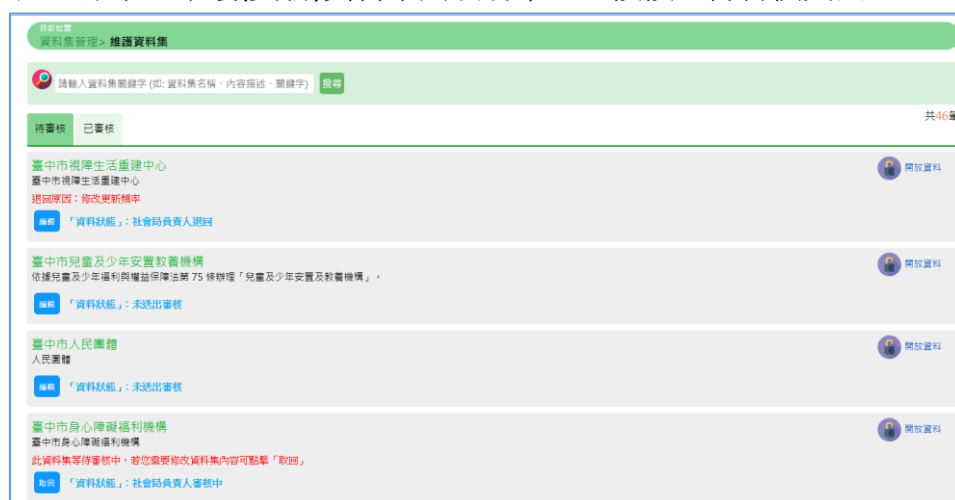 目前位置
資料集管理> 維護資料集
請輸入資料集關鍵字 (如: 資料集名稱、內容描述、關鍵字) 搜尋
共46筆
待審核 已審核
臺中市視障生活重建中心 開放資料
臺中市視障生活重建中心
退回原因：修改更新頻率
編輯 「資料狀態」：社會局負責人退回
臺中市兒童及少年安置教養機構 開放資料
依據兒童及少年福利與權益保障法第 75 條辦理「兒童及少年安置及教養機構」。
編輯 「資料狀態」：未送出審核
臺中市人民團體 開放資料
人民團體
編輯 「資料狀態」：未送出審核
臺中市身心障礙福利機構 開放資料
臺中市身心障礙福利機構
此資料集等待審核中，若您需要修改資料集內容可點擊「取回」
取回 「資料狀態」：社會局負責人審核中